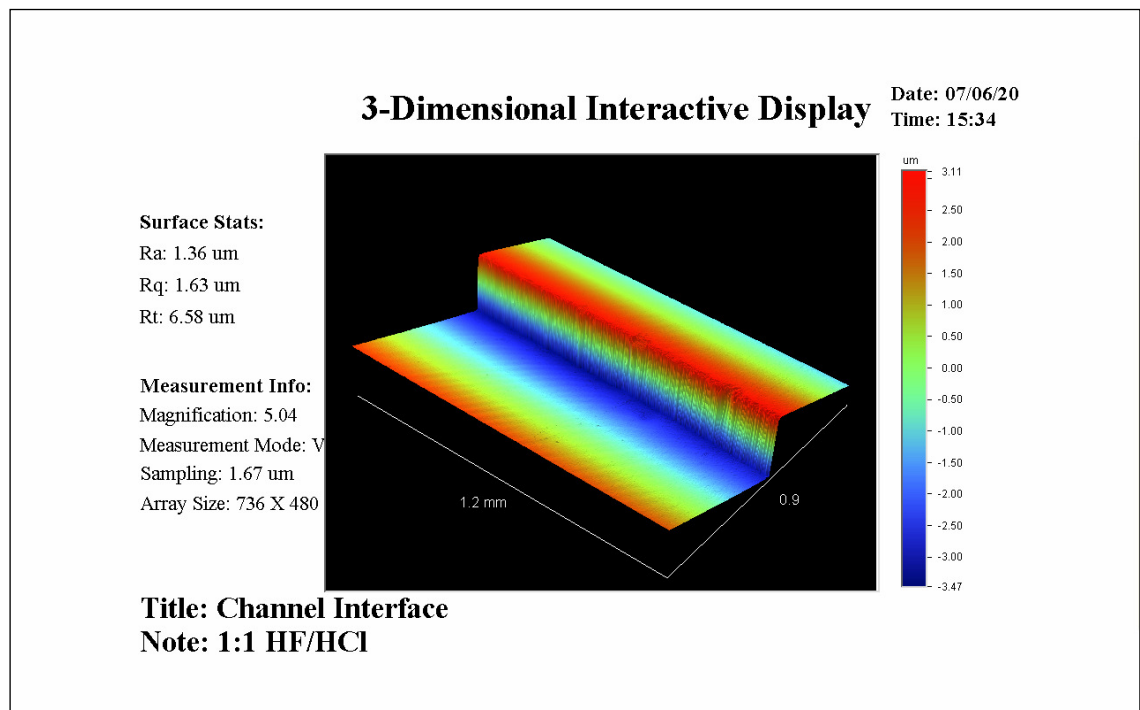 3-Dimensional Interactive Display
Date: 07/06/20
Time: 15:34
um
3.11
2.50
2.00
1.50
1.00
0.50
0.00
-0.50
-1.00
-1.50
-2.00
-2.50
-3.00
-3.47
Surface Stats:
Ra: 1.36 um
Rq: 1.63 um
Rt: 6.58 um
Measurement Info:
Magnification: 5.04
Measurement Mode: V
Sampling: 1.67 um
Array Size: 736 X 480
1.2 mm
0.9
Title: Channel Interface
Note: 1:1 HF/HCl